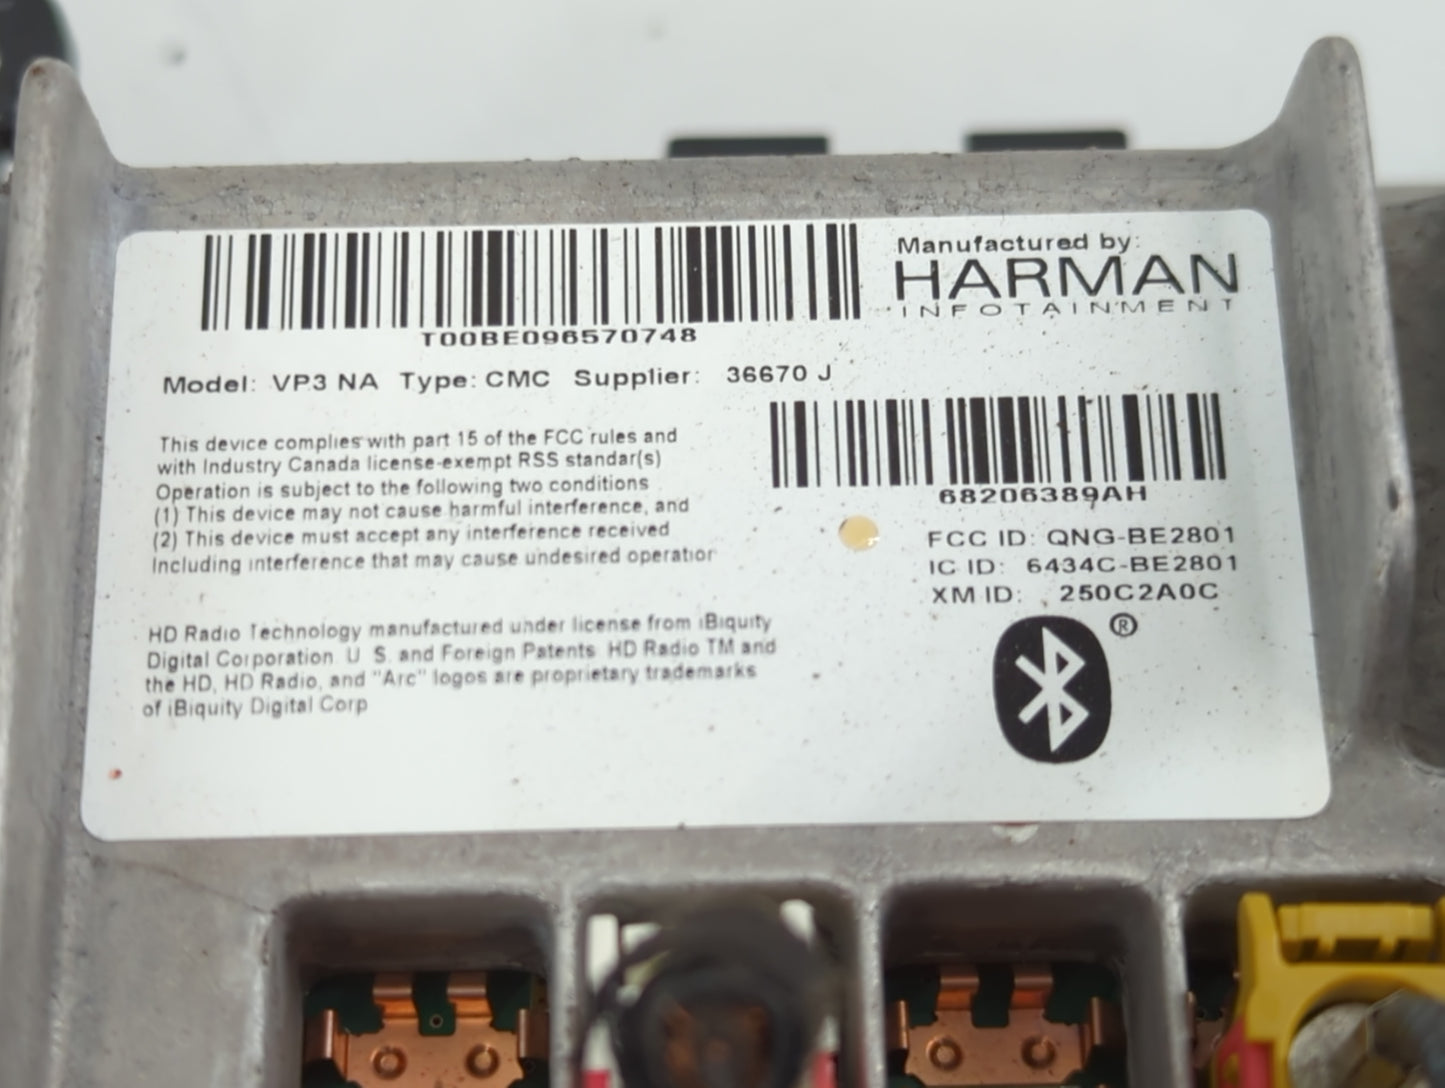 T00BE096570748
Manufactured by:
HARMAN
INFOTAINMENT
Model: VP3 NA Type: CMC Supplier: 36670 J
68206389AH
This device complies with part 15 of the FCC rules and
with Industry Canada license-exempt RSS standar(s)
Operation is subject to the following two conditions
(1) This device may not cause harmful interference, and
(2) This device must accept any interference received
Including interference that may cause undesired operation
FCC ID: QNG-BE2801
IC ID: 6434C-BE2801
XM ID: 250C2A0C
®
HD Radio Technology manufactured under license from iBiquity
Digital Corporation. U S. and Foreign Patents HD Radio TM and
the HD, HD Radio, and "Arc" logos are proprietary trademarks
of iBiquity Digital Corp